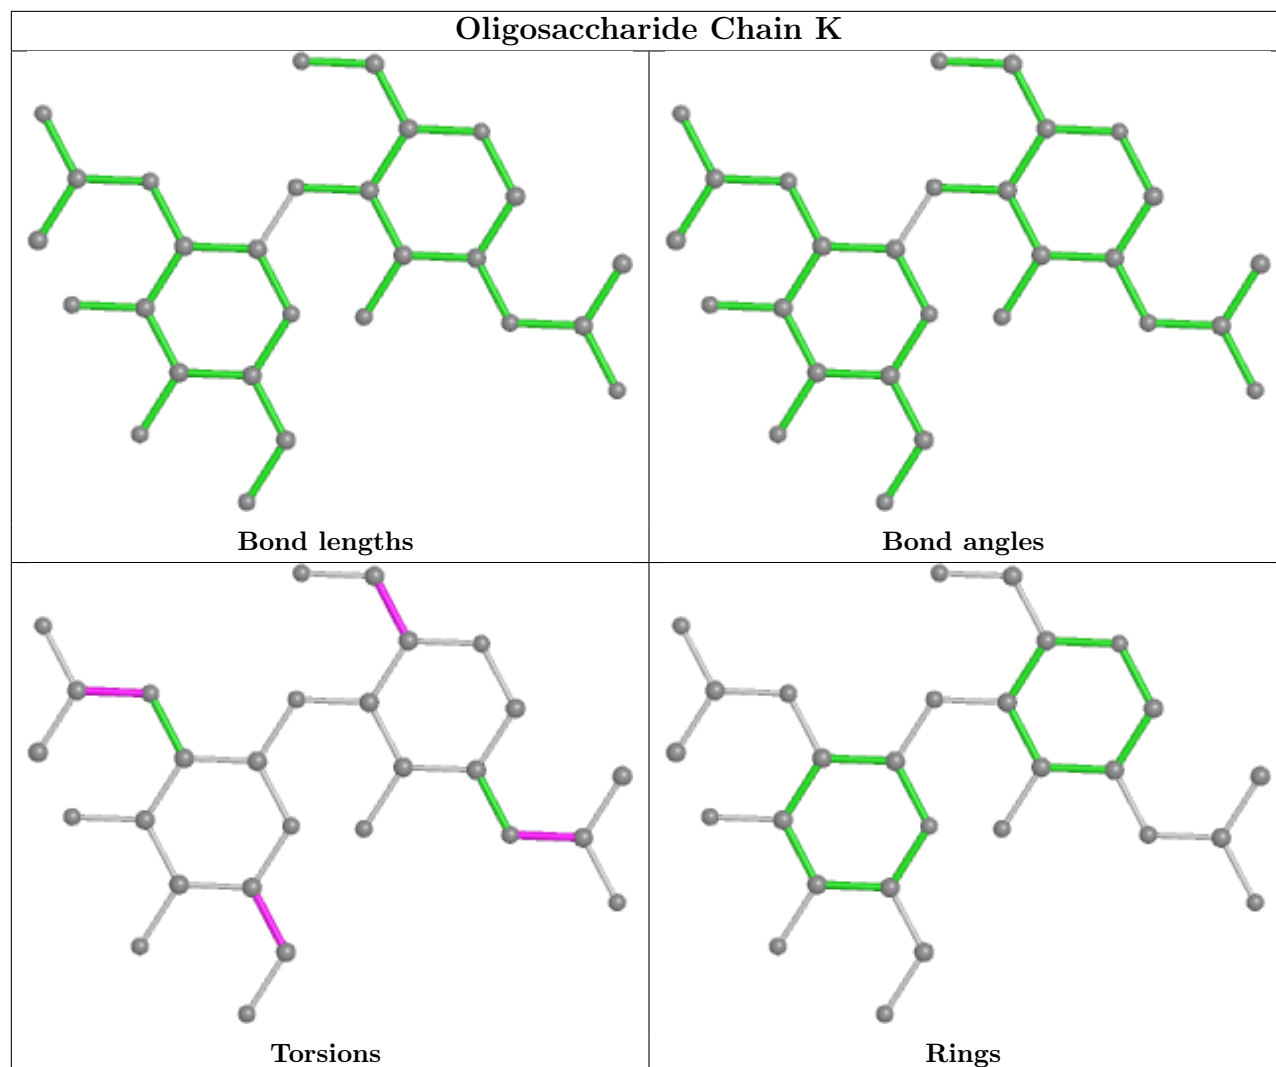 Oligosaccharide Chain K
Bond lengths
Bond angles
Torsions
Rings